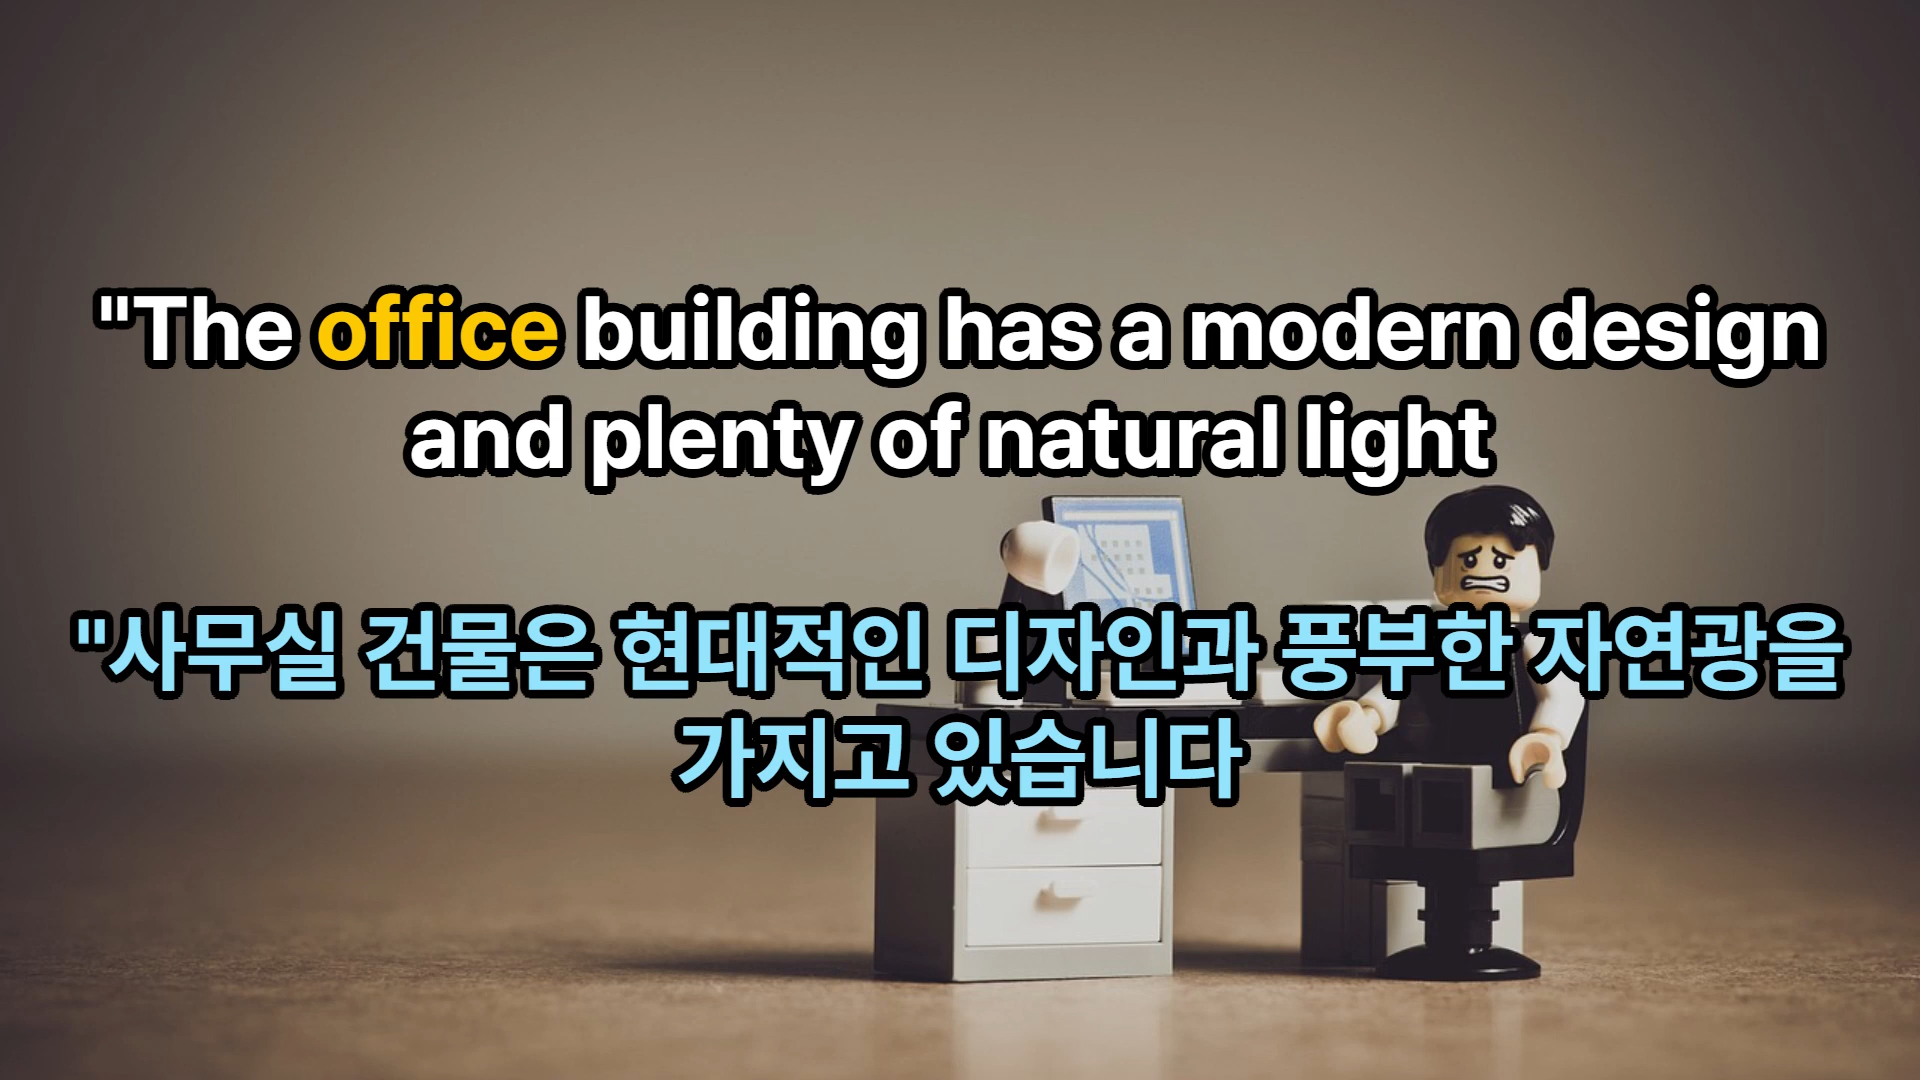 "The office building has a modern design
and plenty of natural light
"사무실 건물은 현대적인 디자인과 풍부한 자연광을
가지고 있습니다